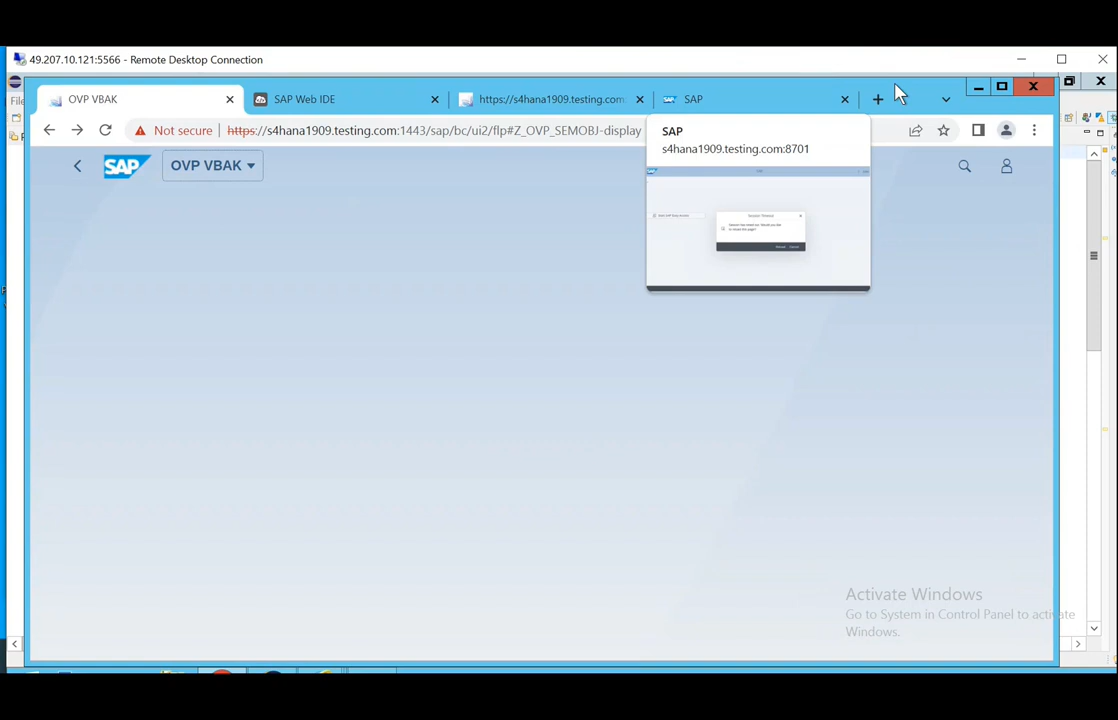 49.207.10.121:5566 - Remote Desktop Connection
OVP VBAK
SAP Web IDE
https://s4hana1909.testing.com:
SAP
Not secure
https://s4hana1909.testing.com:1443/sap/bc/ui2/flp#Z_OVP_SEMOBJ-display
SAP
s4hana1909.testing.com:8701
SAP
OVP VBAK
Session Timeout
Activate Windows
Go to System in Control Panel to activate
Windows.